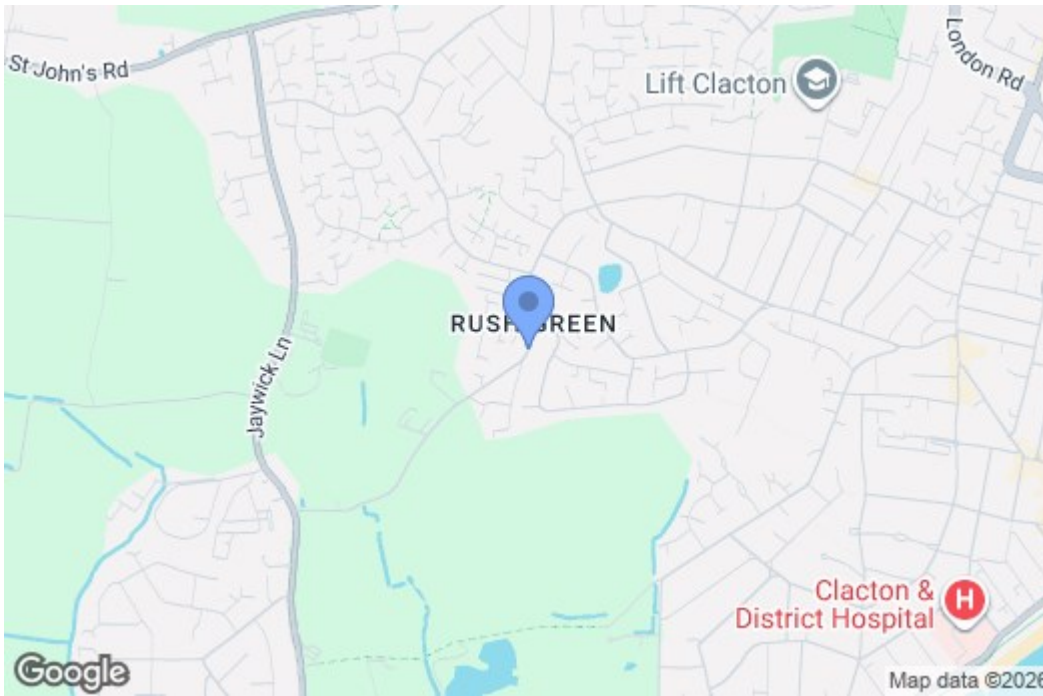 St John's Rd
London Rd
Lift Clacton
RUSH GREEN
Jaywick Ln
Clacton &
District Hospital
H
Google
Map data ©2026